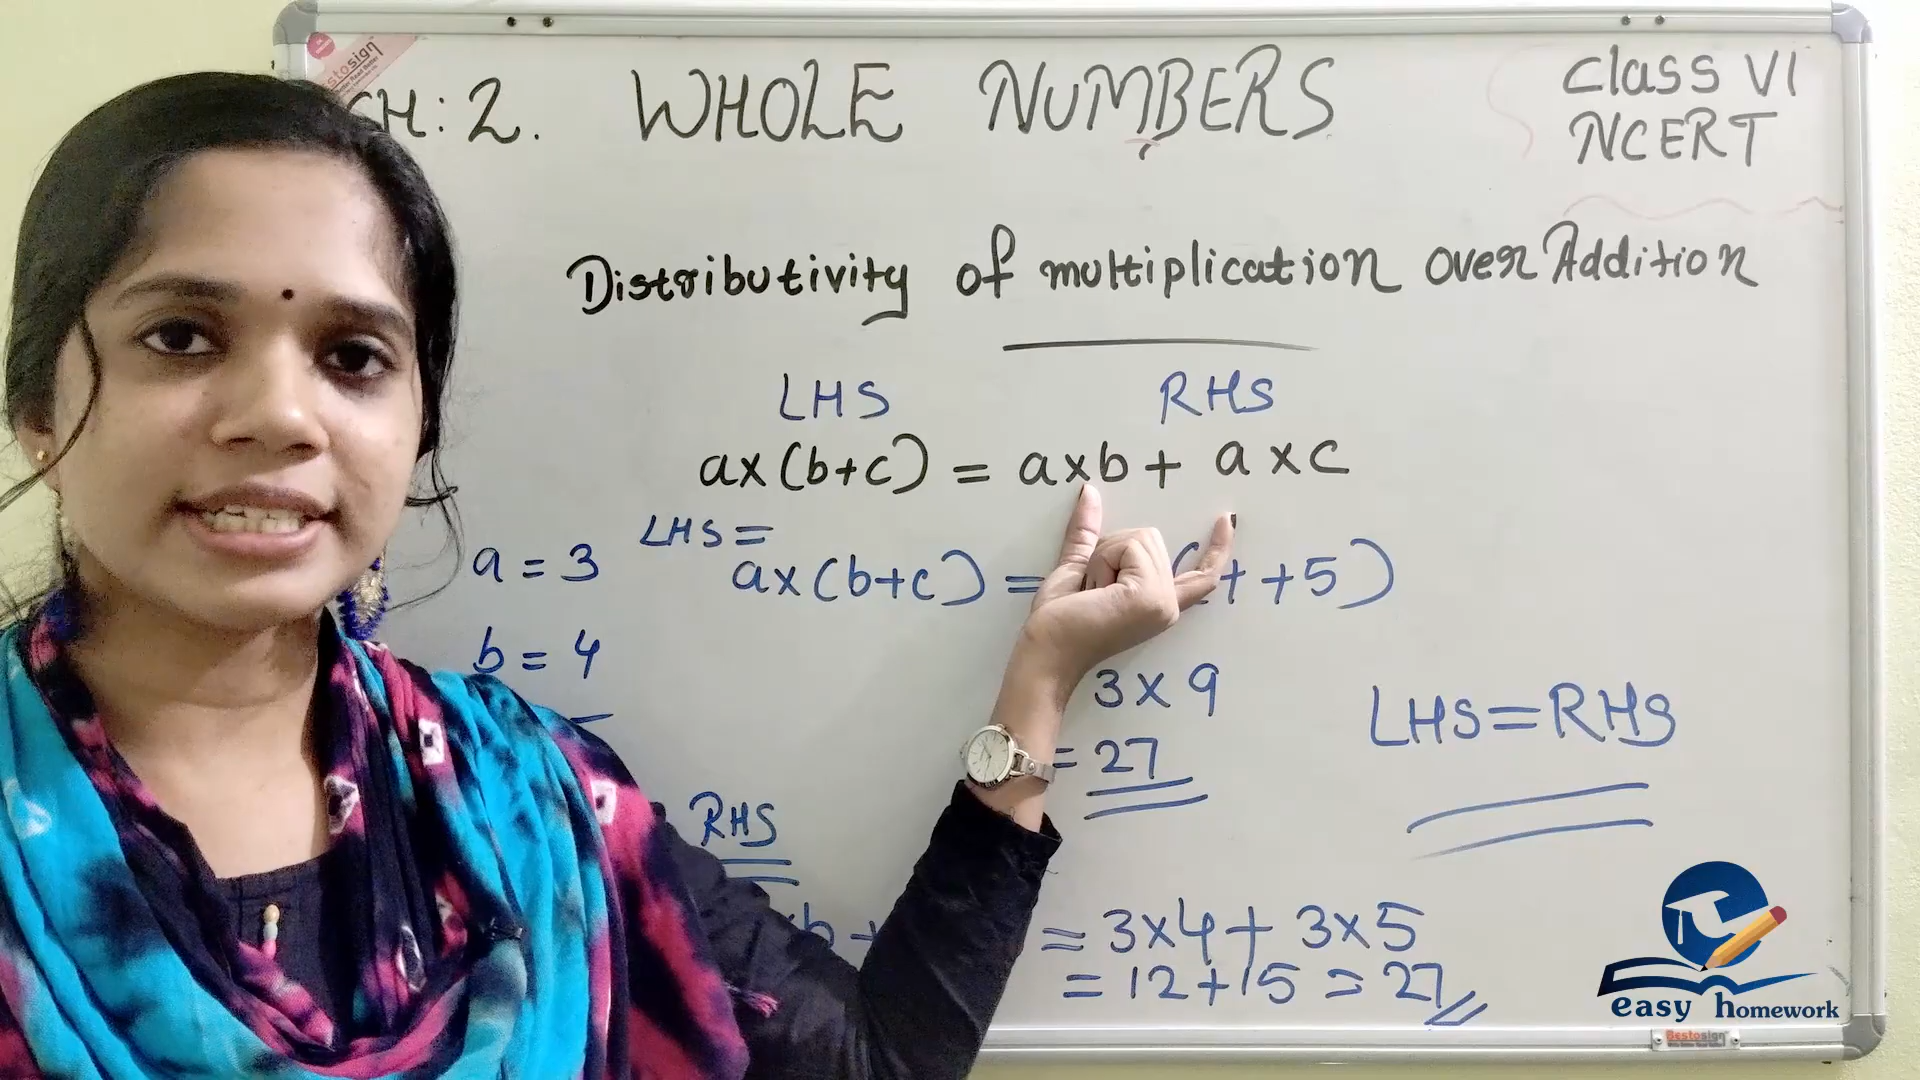 CH: 2. WHOLE NUMBERS
Class VI
NCERT
Distributivity of multiplication over Addition
LHS RHS
a×(b+c) = a×b + a×c
LHS =
a = 3
a×(b+c) = + +5)
b = 4
3×9
LHS=RHS
= 27
RHS
b +
= 3×4+ 3×5
= 12+15 = 27
easy homework
Bestosign